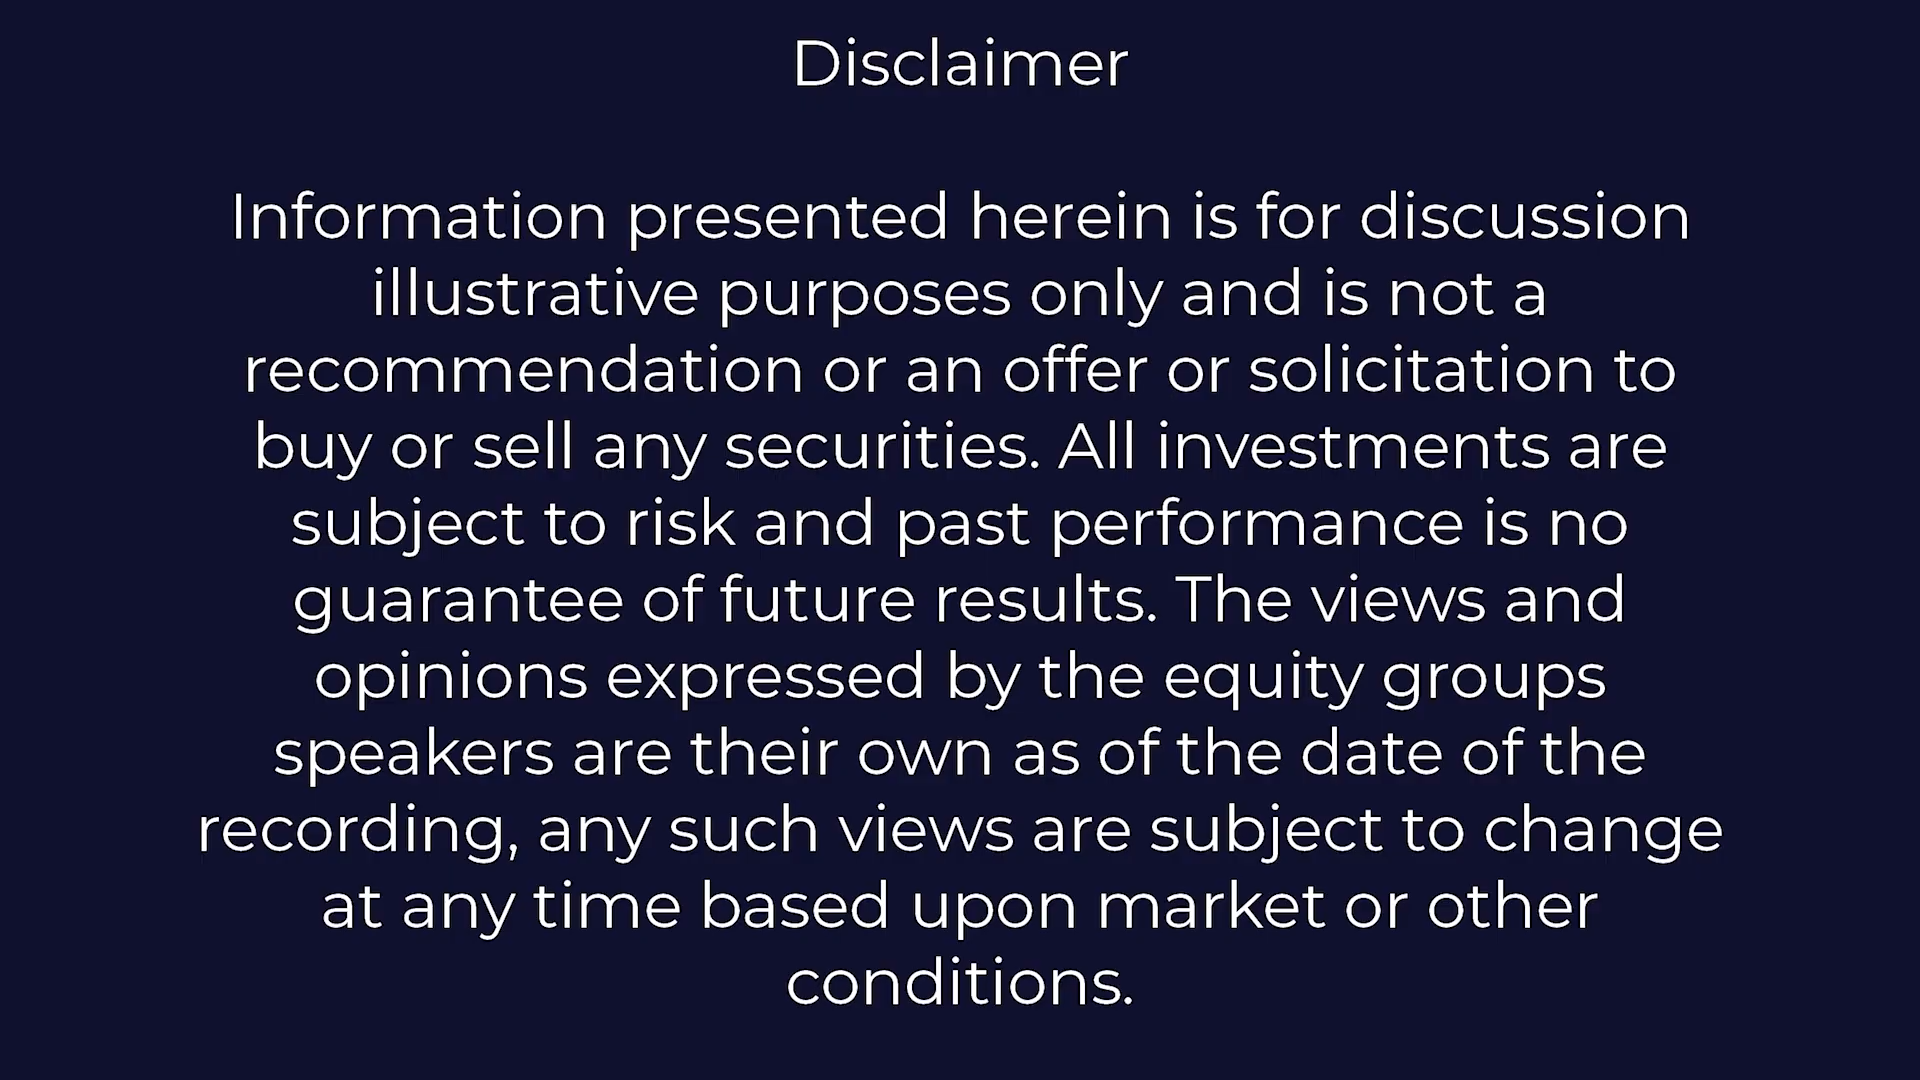 Disclaimer
Information presented herein is for discussion
illustrative purposes only and is not a
recommendation or an offer or solicitation to
buy or sell any securities. All investments are
subject to risk and past performance is no
guarantee of future results. The views and
opinions expressed by the equity groups
speakers are their own as of the date of the
recording, any such views are subject to change
at any time based upon market or other
conditions.